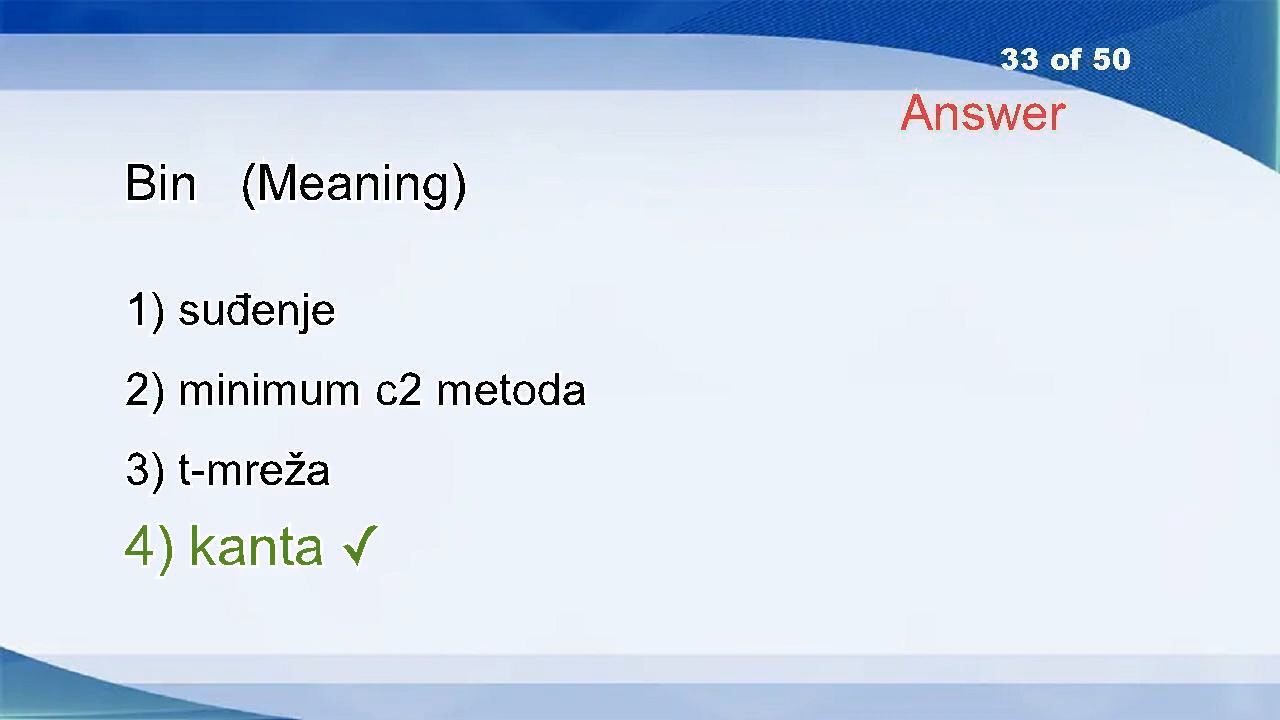 33 of 50
Answer
Bin (Meaning)
1) suđenje
2) minimum c2 metoda
3) t-mreža
4) kanta ✓